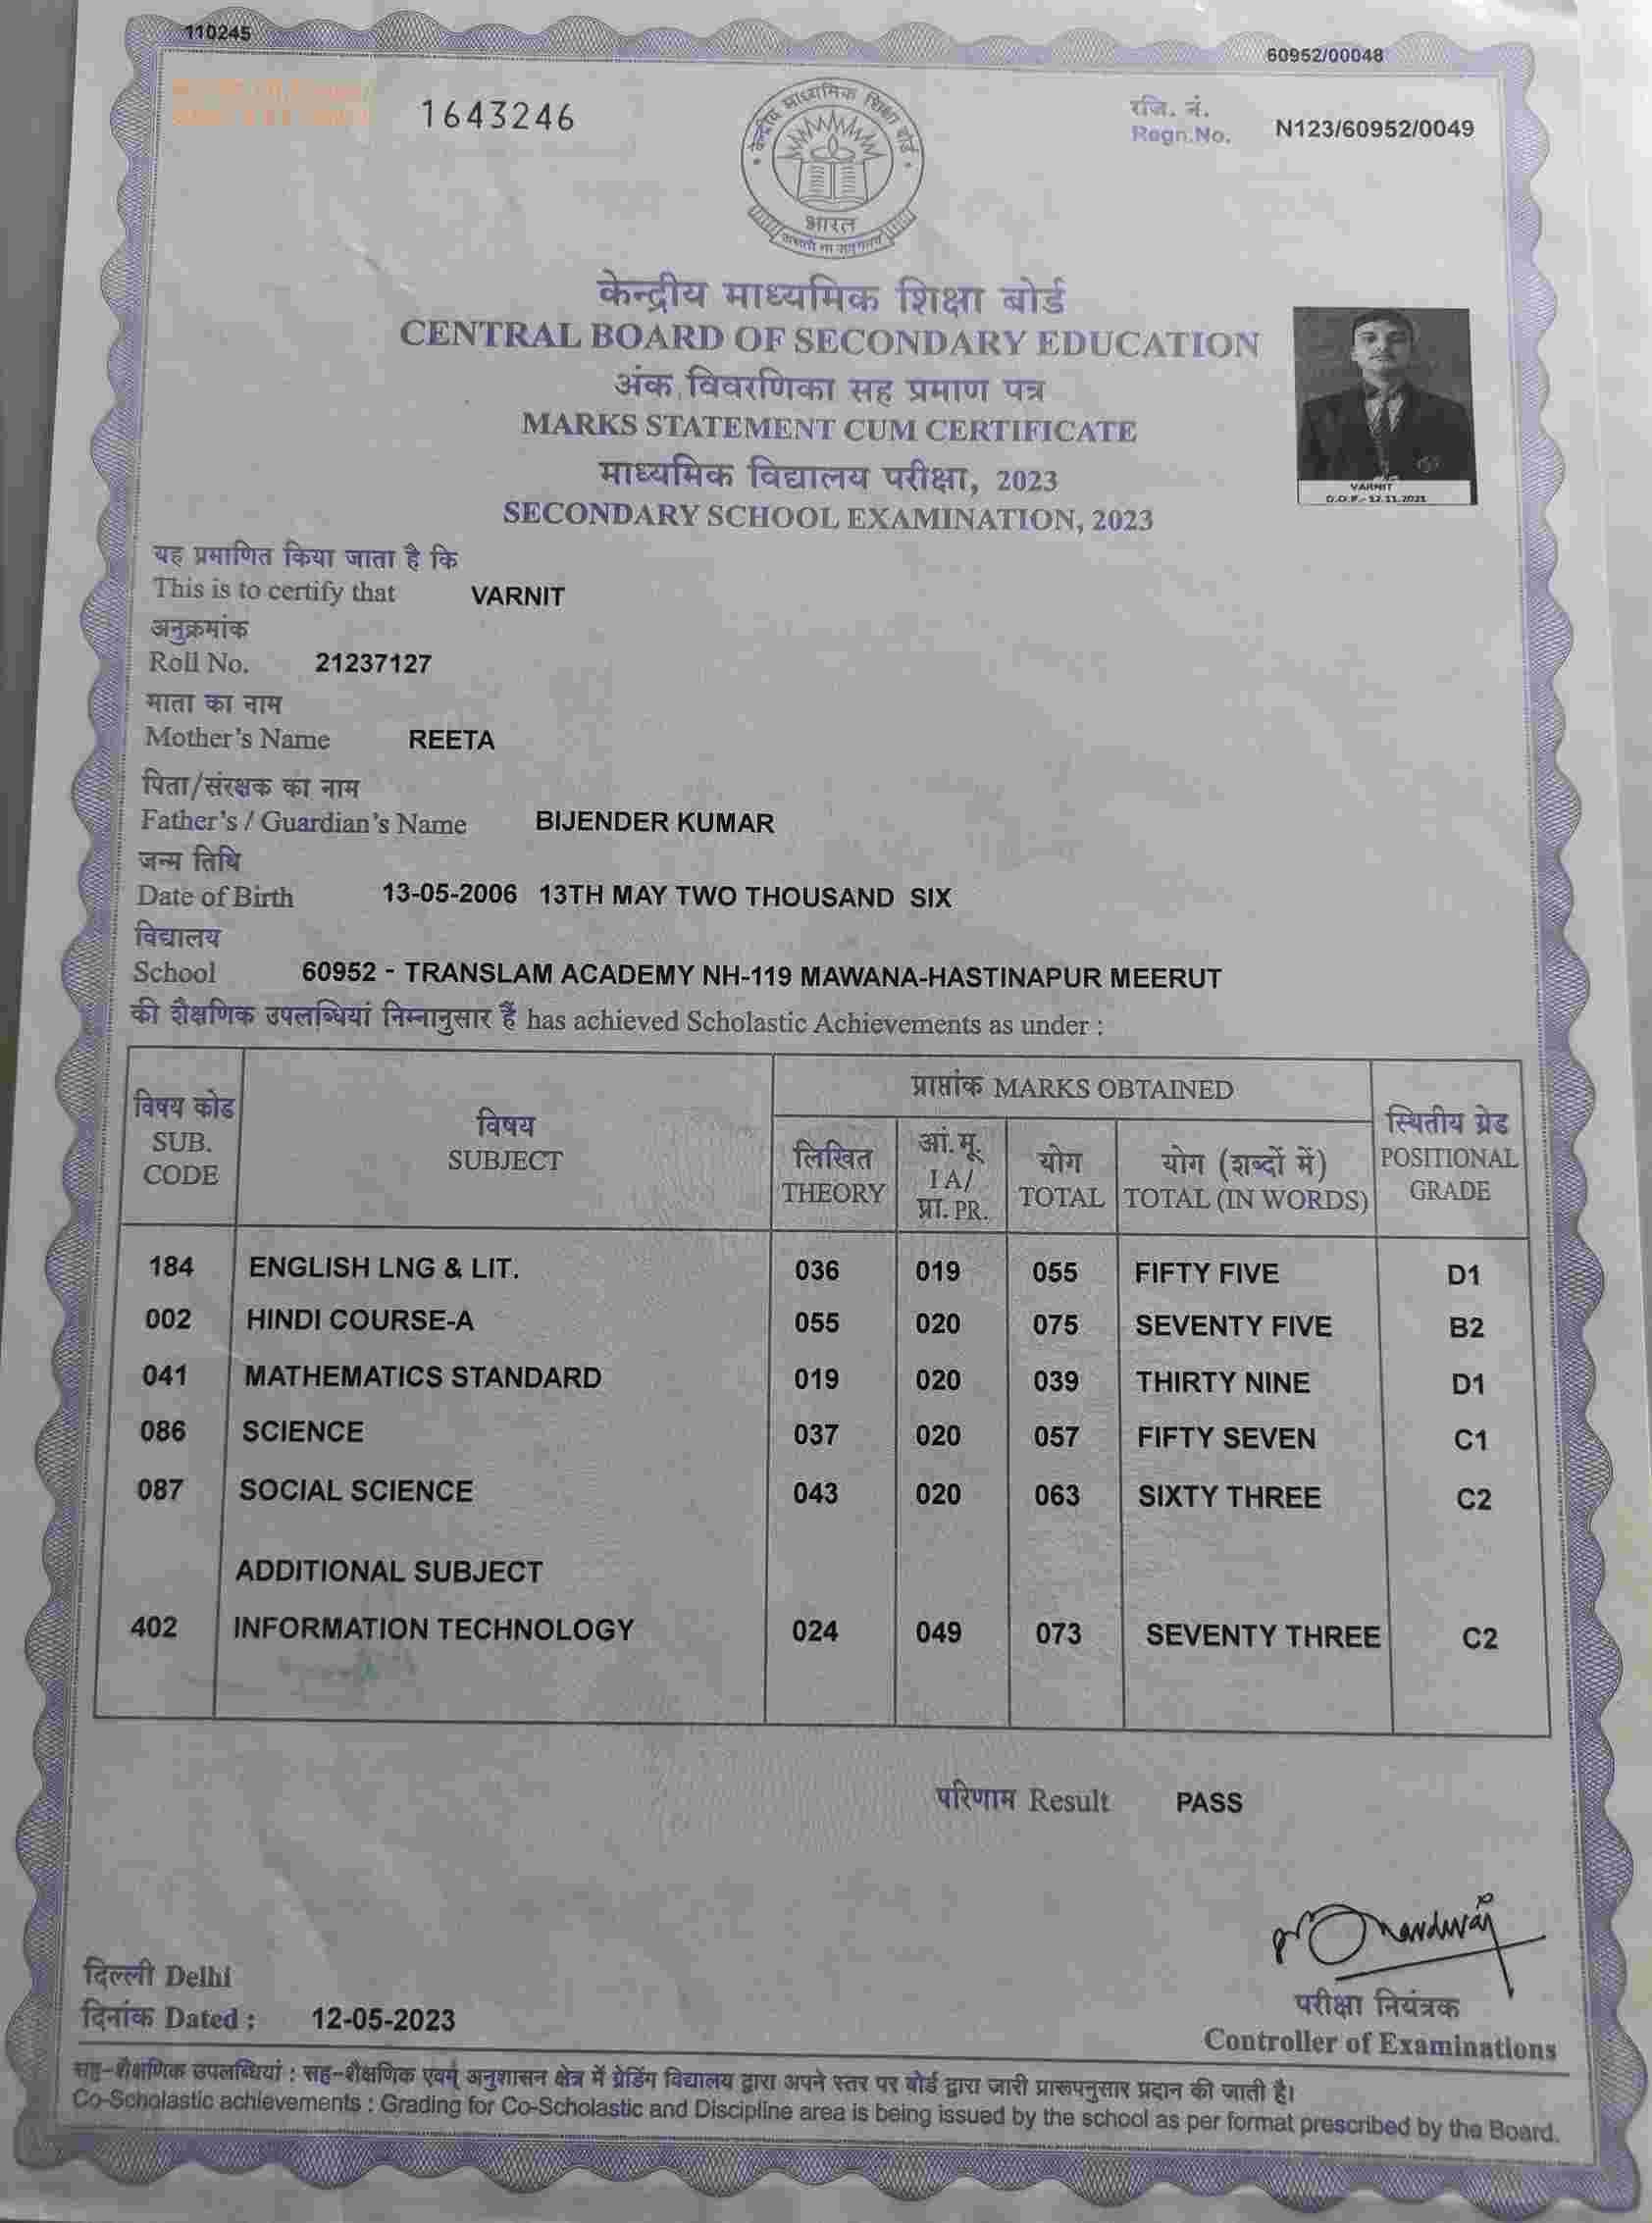 110245
60952/00048
1643246
रजि. नं.
Regn.No. N123/60952/0049
केन्द्रीय माध्यमिक शिक्षा बोर्ड
भारत
केन्द्रीय माध्यमिक शिक्षा बोर्ड
CENTRAL BOARD OF SECONDARY EDUCATION
अंक विवरणिका सह प्रमाण पत्र
MARKS STATEMENT CUM CERTIFICATE
माध्यमिक विद्यालय परीक्षा, 2023
SECONDARY SCHOOL EXAMINATION, 2023
VARNIT
D.O.P.- 12.11.2021
यह प्रमाणित किया जाता है कि
This is to certify that VARNIT
अनुक्रमांक
Roll No. 21237127
माता का नाम
Mother's Name REETA
पिता/संरक्षक का नाम
Father's / Guardian's Name BIJENDER KUMAR
जन्म तिथि
Date of Birth 13-05-2006 13TH MAY TWO THOUSAND SIX
विद्यालय
School 60952 - TRANSLAM ACADEMY NH-119 MAWANA-HASTINAPUR MEERUT
की शैक्षणिक उपलब्धियां निम्नानुसार हैं has achieved Scholastic Achievements as under :
विषय कोड SUB. CODE
विषय SUBJECT
प्राप्तांक MARKS OBTAINED
लिखित THEORY
आं.मू. IA/ प्रा. PR.
योग TOTAL
योग (शब्दों में) TOTAL (IN WORDS)
स्थितीय ग्रेड POSITIONAL GRADE
184 ENGLISH LNG & LIT. 036 019 055 FIFTY FIVE D1
002 HINDI COURSE-A 055 020 075 SEVENTY FIVE B2
041 MATHEMATICS STANDARD 019 020 039 THIRTY NINE D1
086 SCIENCE 037 020 057 FIFTY SEVEN C1
087 SOCIAL SCIENCE 043 020 063 SIXTY THREE C2
ADDITIONAL SUBJECT
402 INFORMATION TECHNOLOGY 024 049 073 SEVENTY THREE C2
परिणाम Result PASS
दिल्ली Delhi
दिनांक Dated : 12-05-2023
परीक्षा नियंत्रक
Controller of Examinations
सह-शैक्षणिक उपलब्धियां : सह-शैक्षणिक एवम् अनुशासन क्षेत्र में ग्रेडिंग विद्यालय द्वारा अपने स्तर पर बोर्ड द्वारा जारी प्रारूपनुसार प्रदान की जाती है।
Co-Scholastic achievements : Grading for Co-Scholastic and Discipline area is being issued by the school as per format prescribed by the Board.